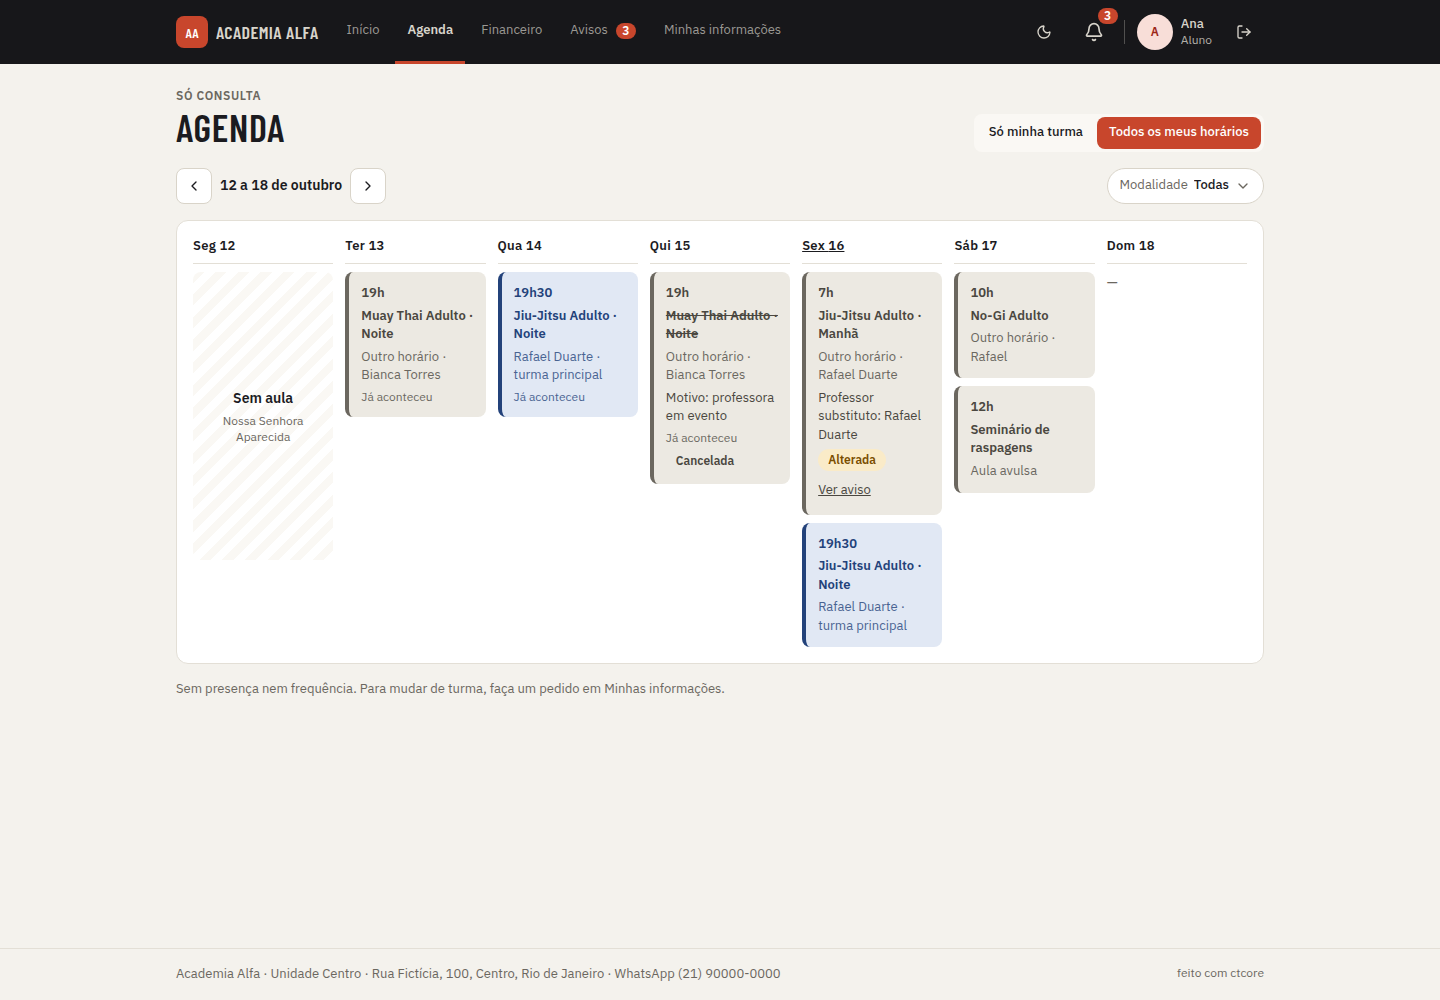 AA ACADEMIA ALFA Início Agenda Financeiro Avisos 3 Minhas informações 3 A Ana
Aluno
SÓ CONSULTA
AGENDA
Só minha turma Todos os meus horários
12 a 18 de outubro Modalidade Todas
Seg 12
Sem aula
Nossa Senhora
Aparecida
Ter 13
19h
Muay Thai Adulto ·
Noite
Outro horário ·
Bianca Torres
Já aconteceu
Qua 14
19h30
Jiu-Jitsu Adulto ·
Noite
Rafael Duarte ·
turma principal
Já aconteceu
Qui 15
19h
Muay Thai Adulto ·
Noite
Outro horário ·
Bianca Torres
Motivo: professora
em evento
Já aconteceu
Cancelada
Sex 16
7h
Jiu-Jitsu Adulto ·
Manhã
Outro horário ·
Rafael Duarte
Professor
substituto: Rafael
Duarte
Alterada
Ver aviso
19h30
Jiu-Jitsu Adulto ·
Noite
Rafael Duarte ·
turma principal
Sáb 17
10h
No-Gi Adulto
Outro horário ·
Rafael
12h
Seminário de
raspagens
Aula avulsa
Dom 18
—
Sem presença nem frequência. Para mudar de turma, faça um pedido em Minhas informações.
Academia Alfa · Unidade Centro · Rua Fictícia, 100, Centro, Rio de Janeiro · WhatsApp (21) 90000-0000
feito com ctcore